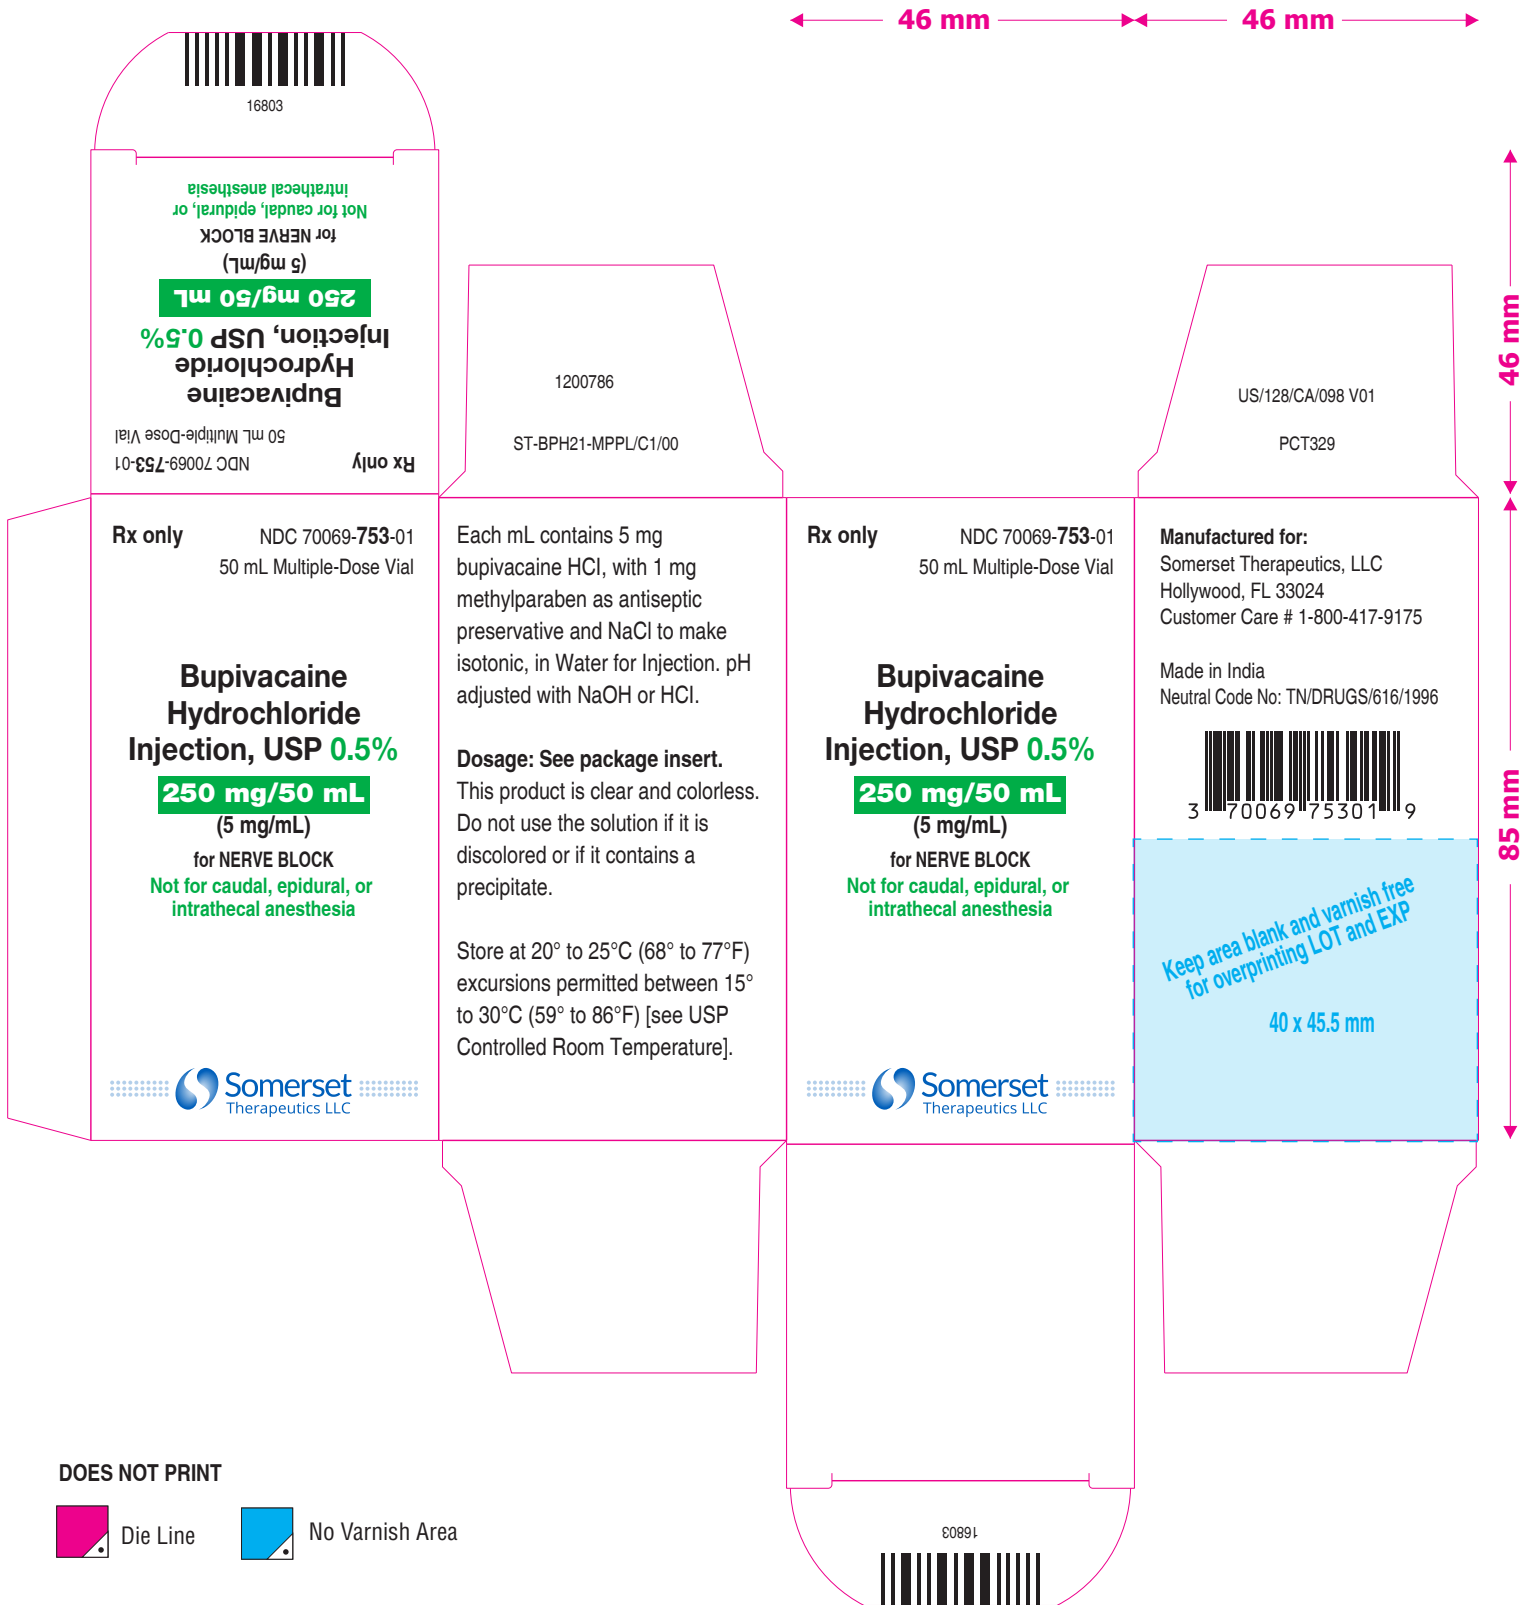 46 mm
46 mm
16803
Rx only NDC 70069-753-01
50 mL Multiple-Dose Vial
Bupivacaine
Hydrochloride
Injection, USP 0.5%
250 mg/50 mL
(5 mg/mL)
for NERVE BLOCK
Not for caudal, epidural, or
intrathecal anesthesia
1200786
ST-BPH21-MPPL/C1/00
US/128/CA/098 V01
PCT329
46 mm
Rx only NDC 70069-753-01
50 mL Multiple-Dose Vial
Bupivacaine
Hydrochloride
Injection, USP 0.5%
250 mg/50 mL
(5 mg/mL)
for NERVE BLOCK
Not for caudal, epidural, or
intrathecal anesthesia
Somerset
Therapeutics LLC
Each mL contains 5 mg
bupivacaine HCl, with 1 mg
methylparaben as antiseptic
preservative and NaCl to make
isotonic, in Water for Injection. pH
adjusted with NaOH or HCl.
Dosage: See package insert.
This product is clear and colorless.
Do not use the solution if it is
discolored or if it contains a
precipitate.
Store at 20° to 25°C (68° to 77°F)
excursions permitted between 15°
to 30°C (59° to 86°F) [see USP
Controlled Room Temperature].
Rx only NDC 70069-753-01
50 mL Multiple-Dose Vial
Bupivacaine
Hydrochloride
Injection, USP 0.5%
250 mg/50 mL
(5 mg/mL)
for NERVE BLOCK
Not for caudal, epidural, or
intrathecal anesthesia
Somerset
Therapeutics LLC
Manufactured for:
Somerset Therapeutics, LLC
Hollywood, FL 33024
Customer Care # 1-800-417-9175
Made in India
Neutral Code No: TN/DRUGS/616/1996
3 70069 75301 9
Keep area blank and varnish free
for overprinting LOT and EXP
40 x 45.5 mm
85 mm
16803
DOES NOT PRINT
Die Line
No Varnish Area